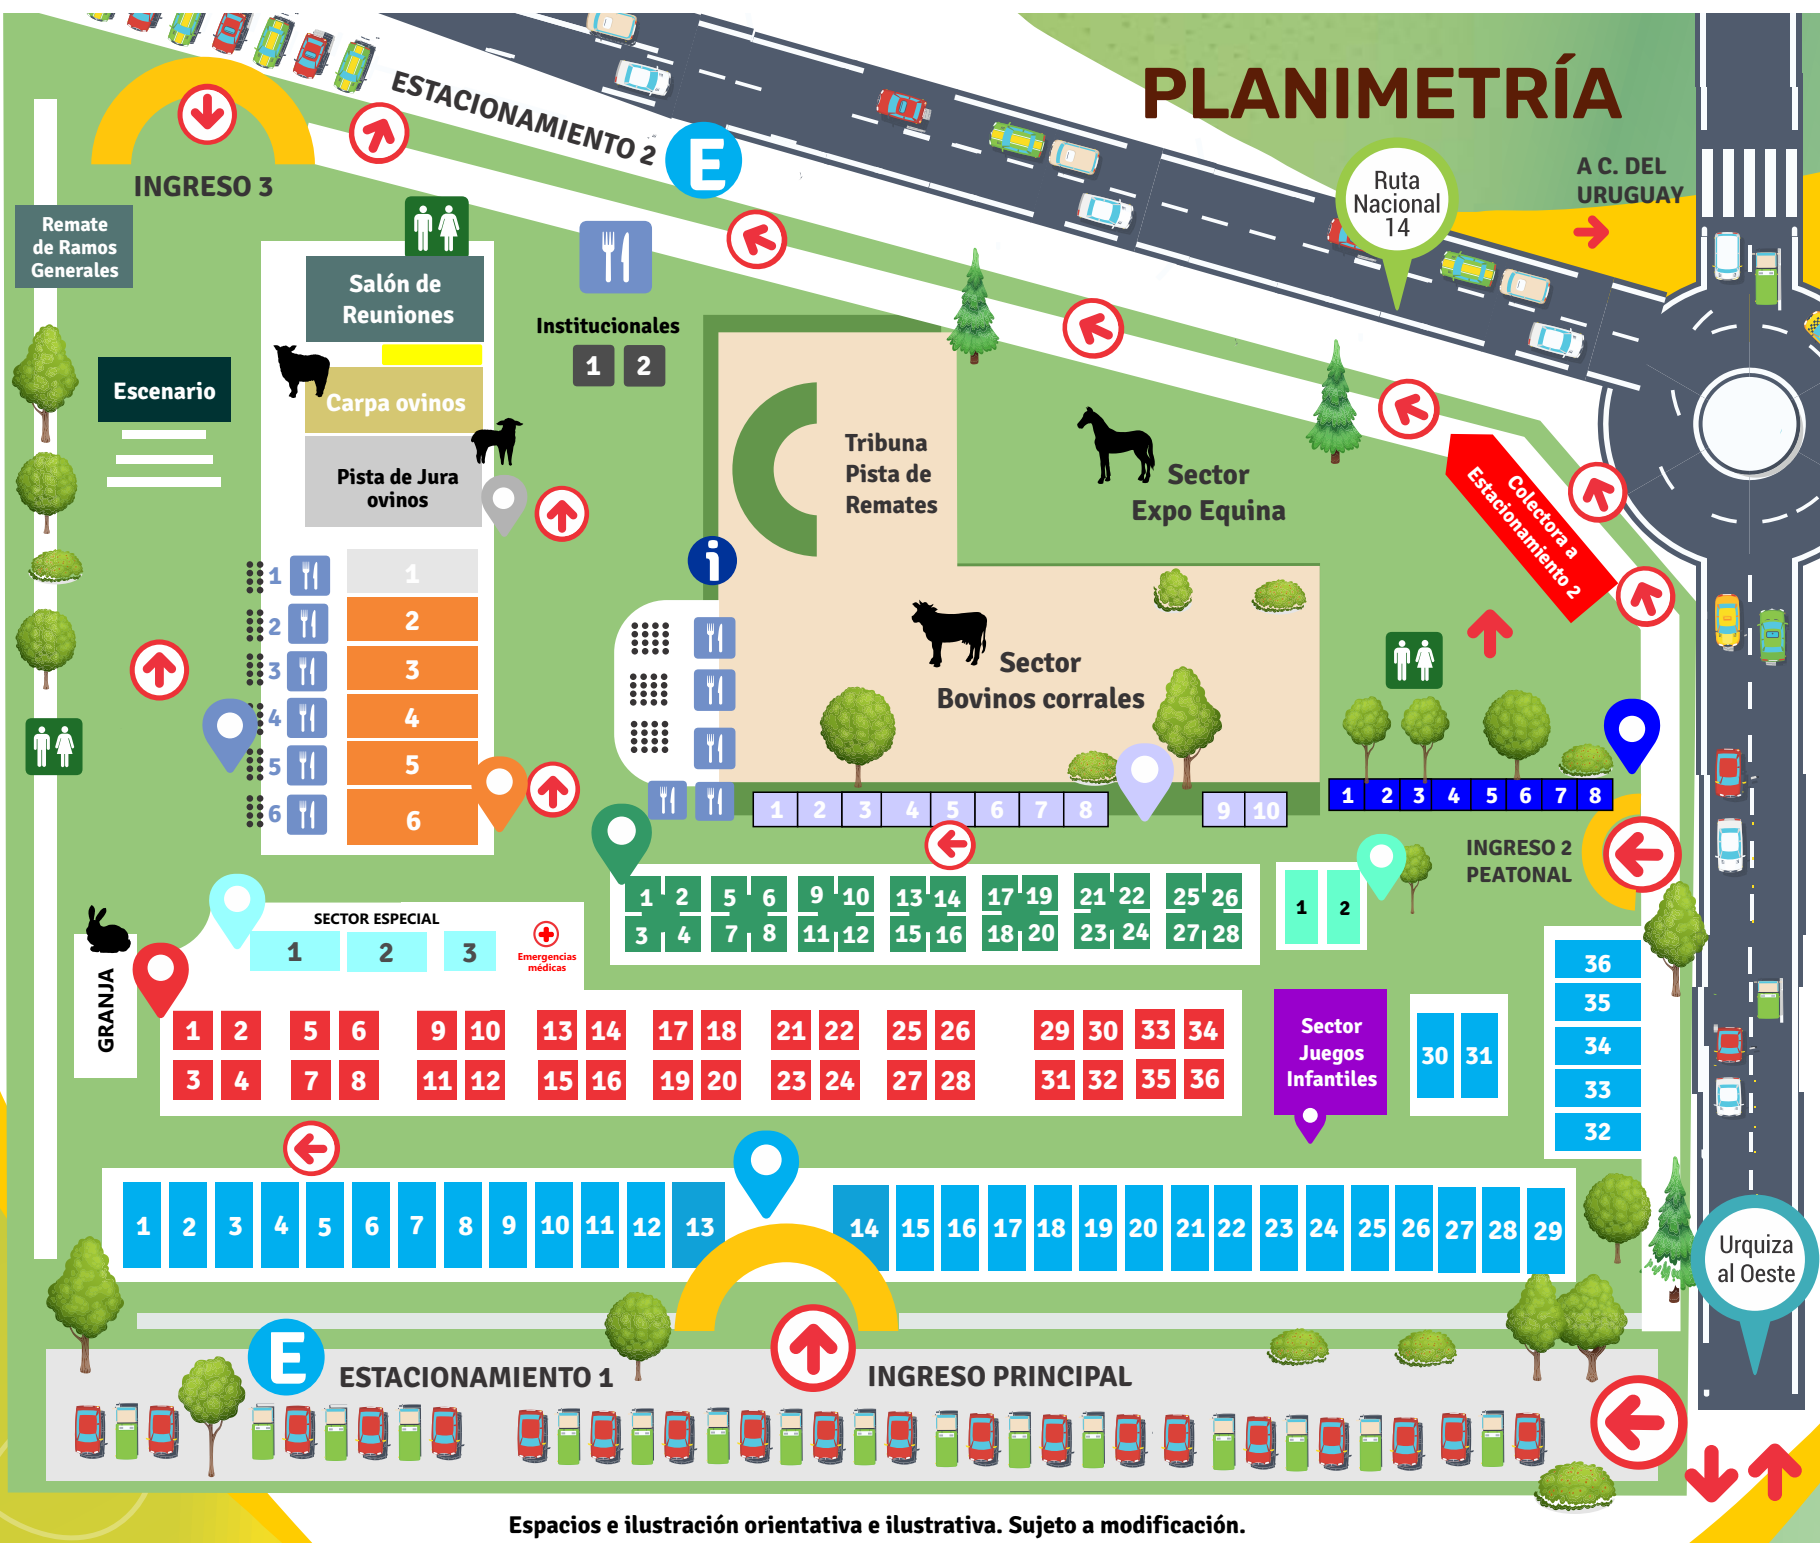 PLANIMETRÍA
ESTACIONAMIENTO 2
E
INGRESO 3
Ruta
Nacional
14
A C. DEL
URUGUAY
Remate
de Ramos
Generales
Salón de
Reuniones
Institucionales
1 2
Escenario
Carpa ovinos
Pista de Jura
ovinos
Tribuna
Pista de
Remates
Sector
Expo Equina
Colectora a
Estacionamiento 2
i
1 1
2 2
3 3
4 4
5 5
6 6
Sector
Bovinos corrales
1 2 3 4 5 6 7 8 9 10
1 2 3 4 5 6 7 8
INGRESO 2
PEATONAL
1 2 5 6 9 10 13 14 17 19 21 22 25 26
3 4 7 8 11 12 15 16 18 20 23 24 27 28
1 2
SECTOR ESPECIAL
1 2 3
Emergencias
médicas
GRANJA
1 2 5 6 9 10 13 14 17 18 21 22 25 26 29 30 33 34
3 4 7 8 11 12 15 16 19 20 23 24 27 28 31 32 35 36
Sector
Juegos
Infantiles
30 31
36
35
34
33
32
1 2 3 4 5 6 7 8 9 10 11 12 13
14 15 16 17 18 19 20 21 22 23 24 25 26 27 28 29
Urquiza
al Oeste
E
ESTACIONAMIENTO 1
INGRESO PRINCIPAL
Espacios e ilustración orientativa e ilustrativa. Sujeto a modificación.